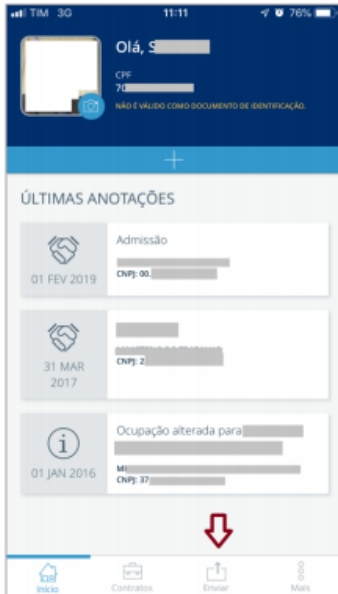 TIM 3G 11:11 76%
Olá, S
CPF
70
NÃO É VÁLIDO COMO DOCUMENTO DE IDENTIFICAÇÃO.
ÚLTIMAS ANOTAÇÕES
Admissão
01 FEV 2019
CNPJ: 00.
CNPJ: 2
31 MAR
2017
Ocupação alterada para
01 JAN 2016
MI
CNPJ: 37
Início Contratos Enviar Mais